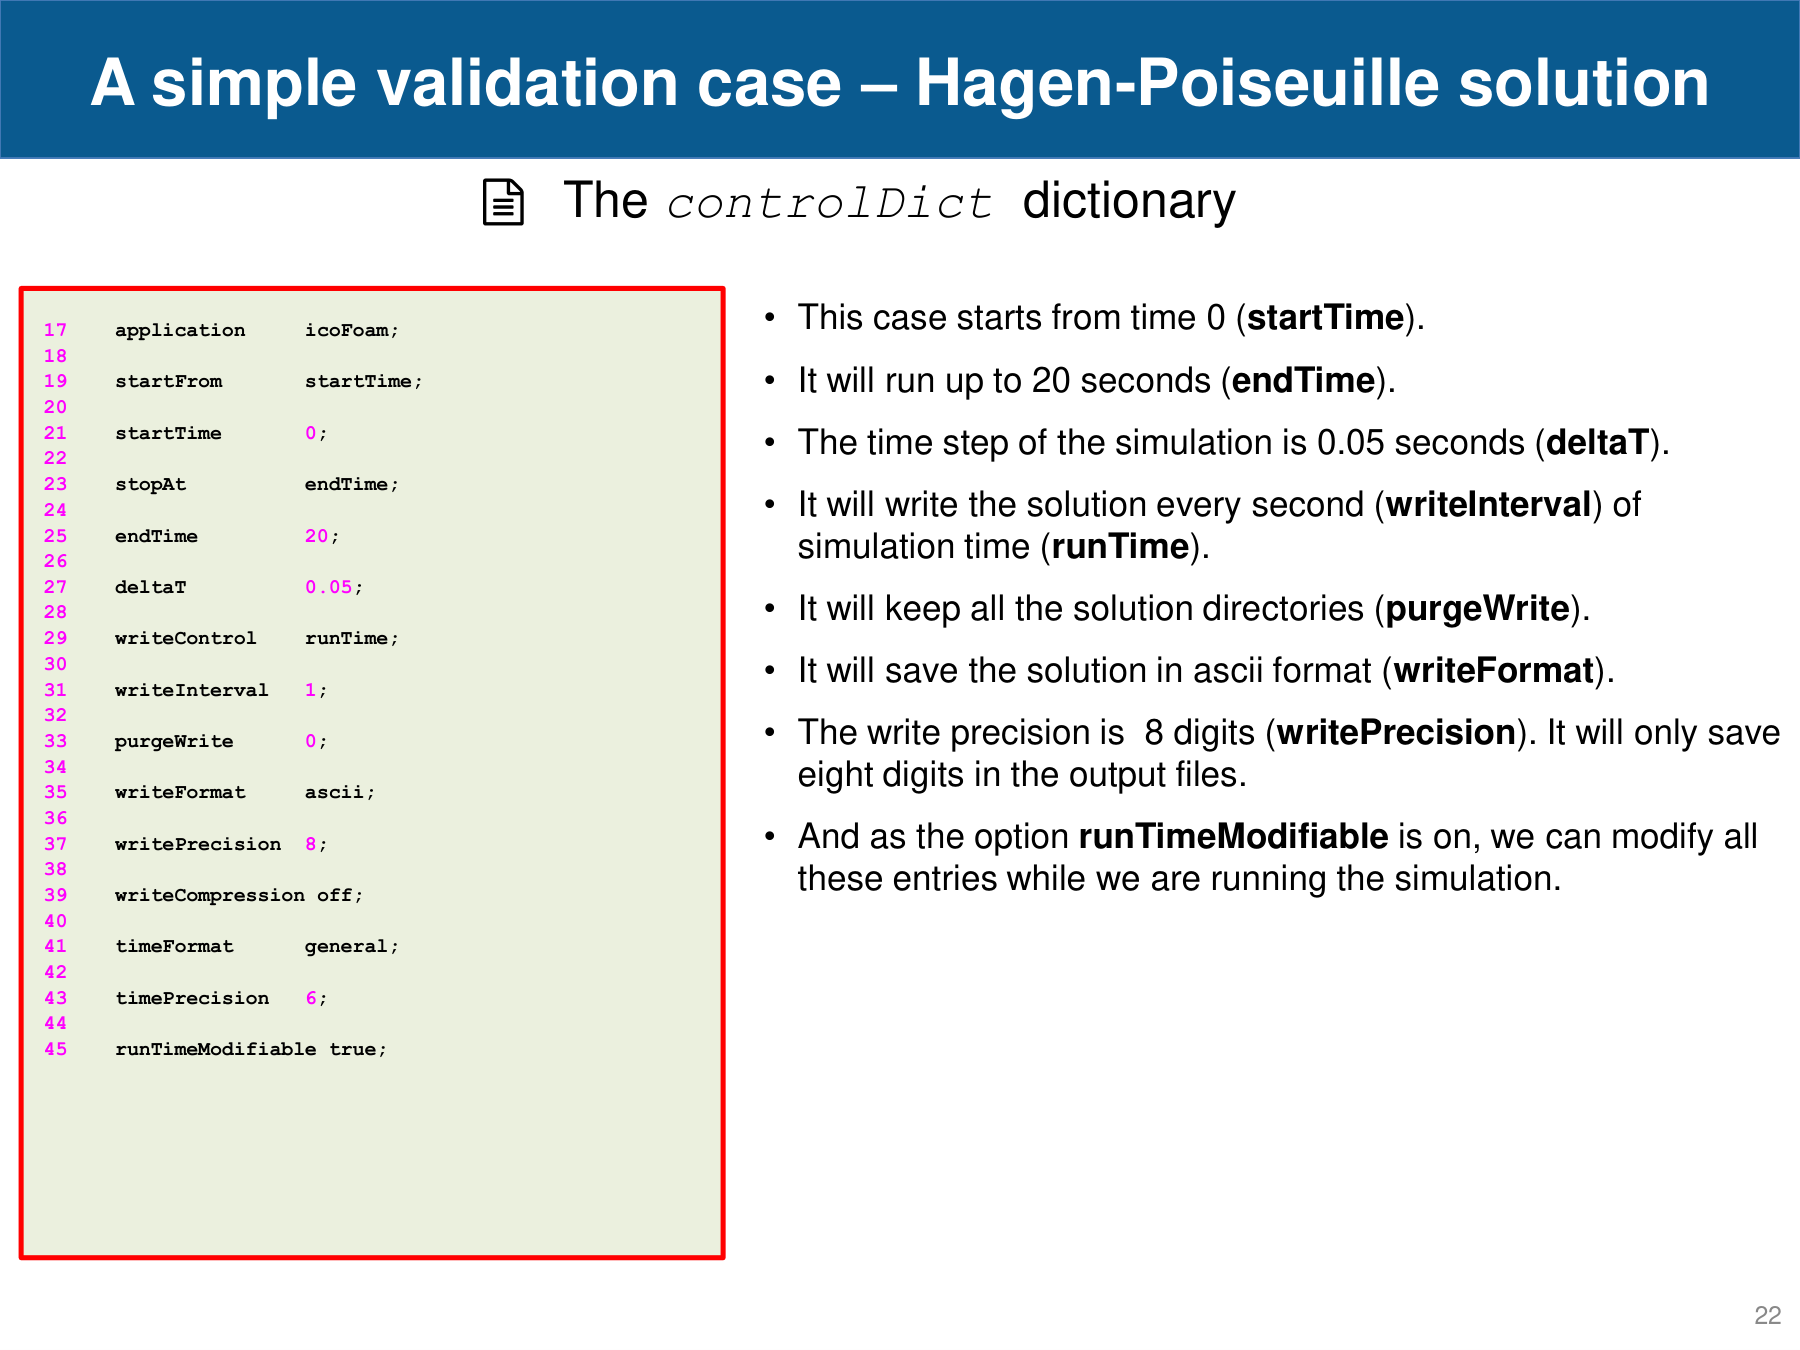 A simple validation case – Hagen-Poiseuille solution
The controlDict dictionary
17 application icoFoam;
18
19 startFrom startTime;
20
21 startTime 0;
22
23 stopAt endTime;
24
25 endTime 20;
26
27 deltaT 0.05;
28
29 writeControl runTime;
30
31 writeInterval 1;
32
33 purgeWrite 0;
34
35 writeFormat ascii;
36
37 writePrecision 8;
38
39 writeCompression off;
40
41 timeFormat general;
42
43 timePrecision 6;
44
45 runTimeModifiable true;
• This case starts from time 0 (startTime).
• It will run up to 20 seconds (endTime).
• The time step of the simulation is 0.05 seconds (deltaT).
• It will write the solution every second (writeInterval) of
simulation time (runTime).
• It will keep all the solution directories (purgeWrite).
• It will save the solution in ascii format (writeFormat).
• The write precision is  8 digits (writePrecision). It will only save
eight digits in the output files.
• And as the option runTimeModifiable is on, we can modify all
these entries while we are running the simulation.
22